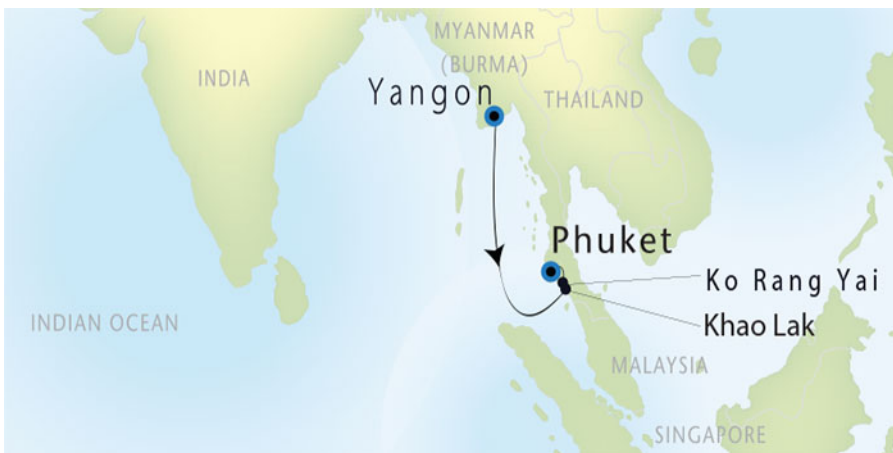 MYANMAR
(BURMA)
INDIA
Yangon
THAILAND
Phuket
Ko Rang Yai
INDIAN OCEAN
Khao Lak
MALAYSIA
SINGAPORE